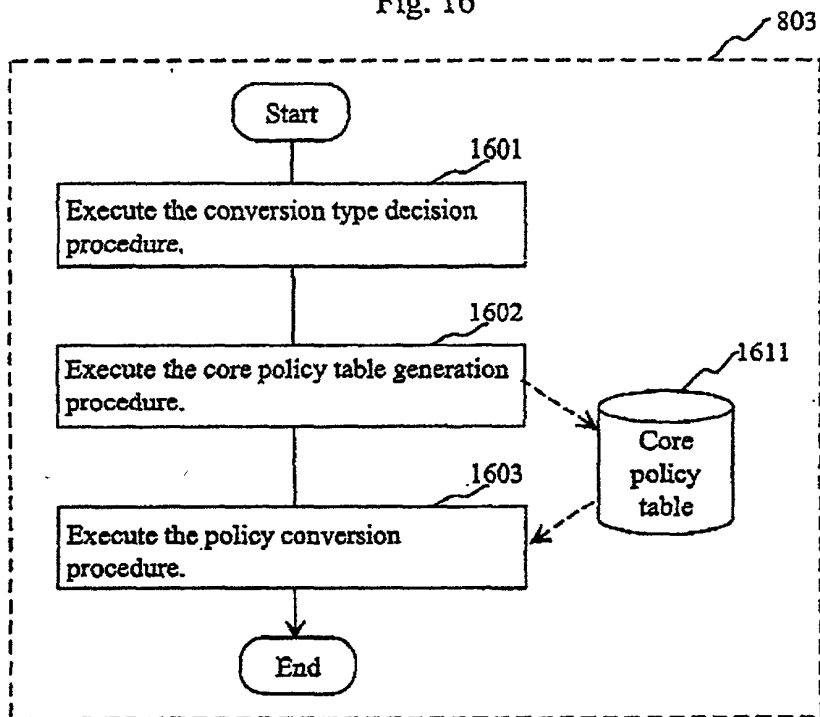 Fig. 16
803
Start
1601
Execute the conversion type decision
procedure.
1602
Execute the core policy table generation
procedure.
1611
Core
policy
table
1603
Execute the policy conversion
procedure.
End